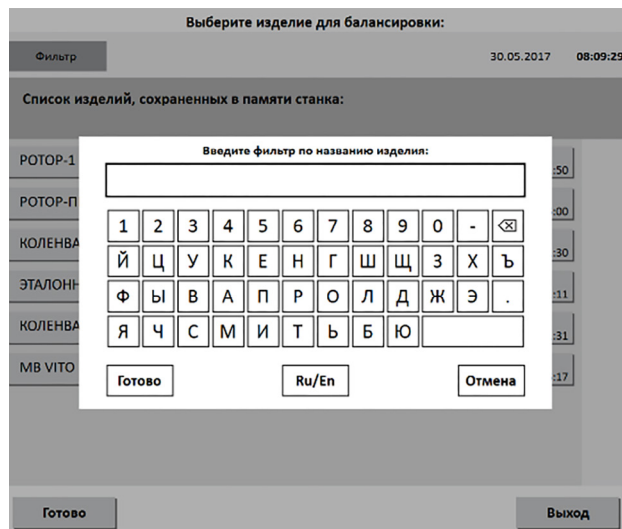 Выберите изделие для балансировки:
Фильтр 30.05.2017 08:09:29
Список изделий, сохраненных в памяти станка:
Введите фильтр по названию изделия:
РОТОР-1 :50
РОТОР-П :00
1 2 3 4 5 6 7 8 9 0 -
КОЛЕНВА Й Ц У К Е Н Г Ш Щ З Х Ъ :30
ЭТАЛОНН Ф Ы В А П Р О Л Д Ж Э . :11
КОЛЕНВА Я Ч С М И Т Ь Б Ю :31
MB VITO :17
Готово Ru/En Отмена
Готово Выход